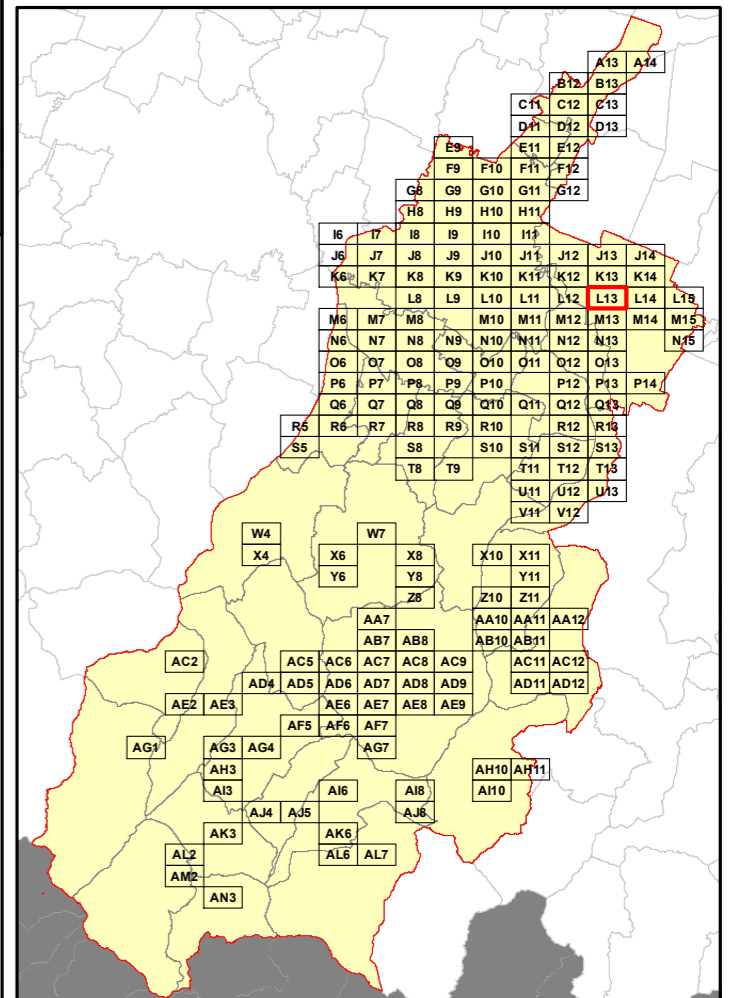 A13 A14
B12 B13
C11 C12 C13
D11 D12 D13
E9 E11 E12
F9 F10 F11 F12
G8 G9 G10 G11 G12
H8 H9 H10 H11
I6 I7 I8 I9 I10 I11
J6 J7 J8 J9 J10 J11 J12 J13 J14
K6 K7 K8 K9 K10 K11 K12 K13 K14
L8 L9 L10 L11 L12 L13 L14 L15
M6 M7 M8 M10 M11 M12 M13 M14 M15
N6 N7 N8 N9 N10 N11 N12 N13 N15
O6 O7 O8 O9 O10 O11 O12 O13
P6 P7 P8 P9 P10 P12 P13 P14
Q6 Q7 Q8 Q9 Q10 Q11 Q12 Q13
R5 R6 R7 R8 R9 R10 R12 R13
S5 S8 S10 S11 S12 S13
T8 T9 T11 T12 T13
U11 U12 U13
V11 V12
W4 W7
X4 X6 X8 X10 X11
Y6 Y8 Y11
Z8 Z10 Z11
AA7 AA10 AA11 AA12
AB7 AB8 AB10 AB11
AC2 AC5 AC6 AC7 AC8 AC9 AC11 AC12
AD4 AD5 AD6 AD7 AD8 AD9 AD11 AD12
AE2 AE3 AE6 AE7 AE8 AE9
AF5 AF6 AF7
AG1 AG3 AG4 AG7
AH3 AH10 AH11
AI3 AI6 AI8 AI10
AJ4 AJ5 AJ8
AK3 AK6
AL2 AL6 AL7
AM2
AN3